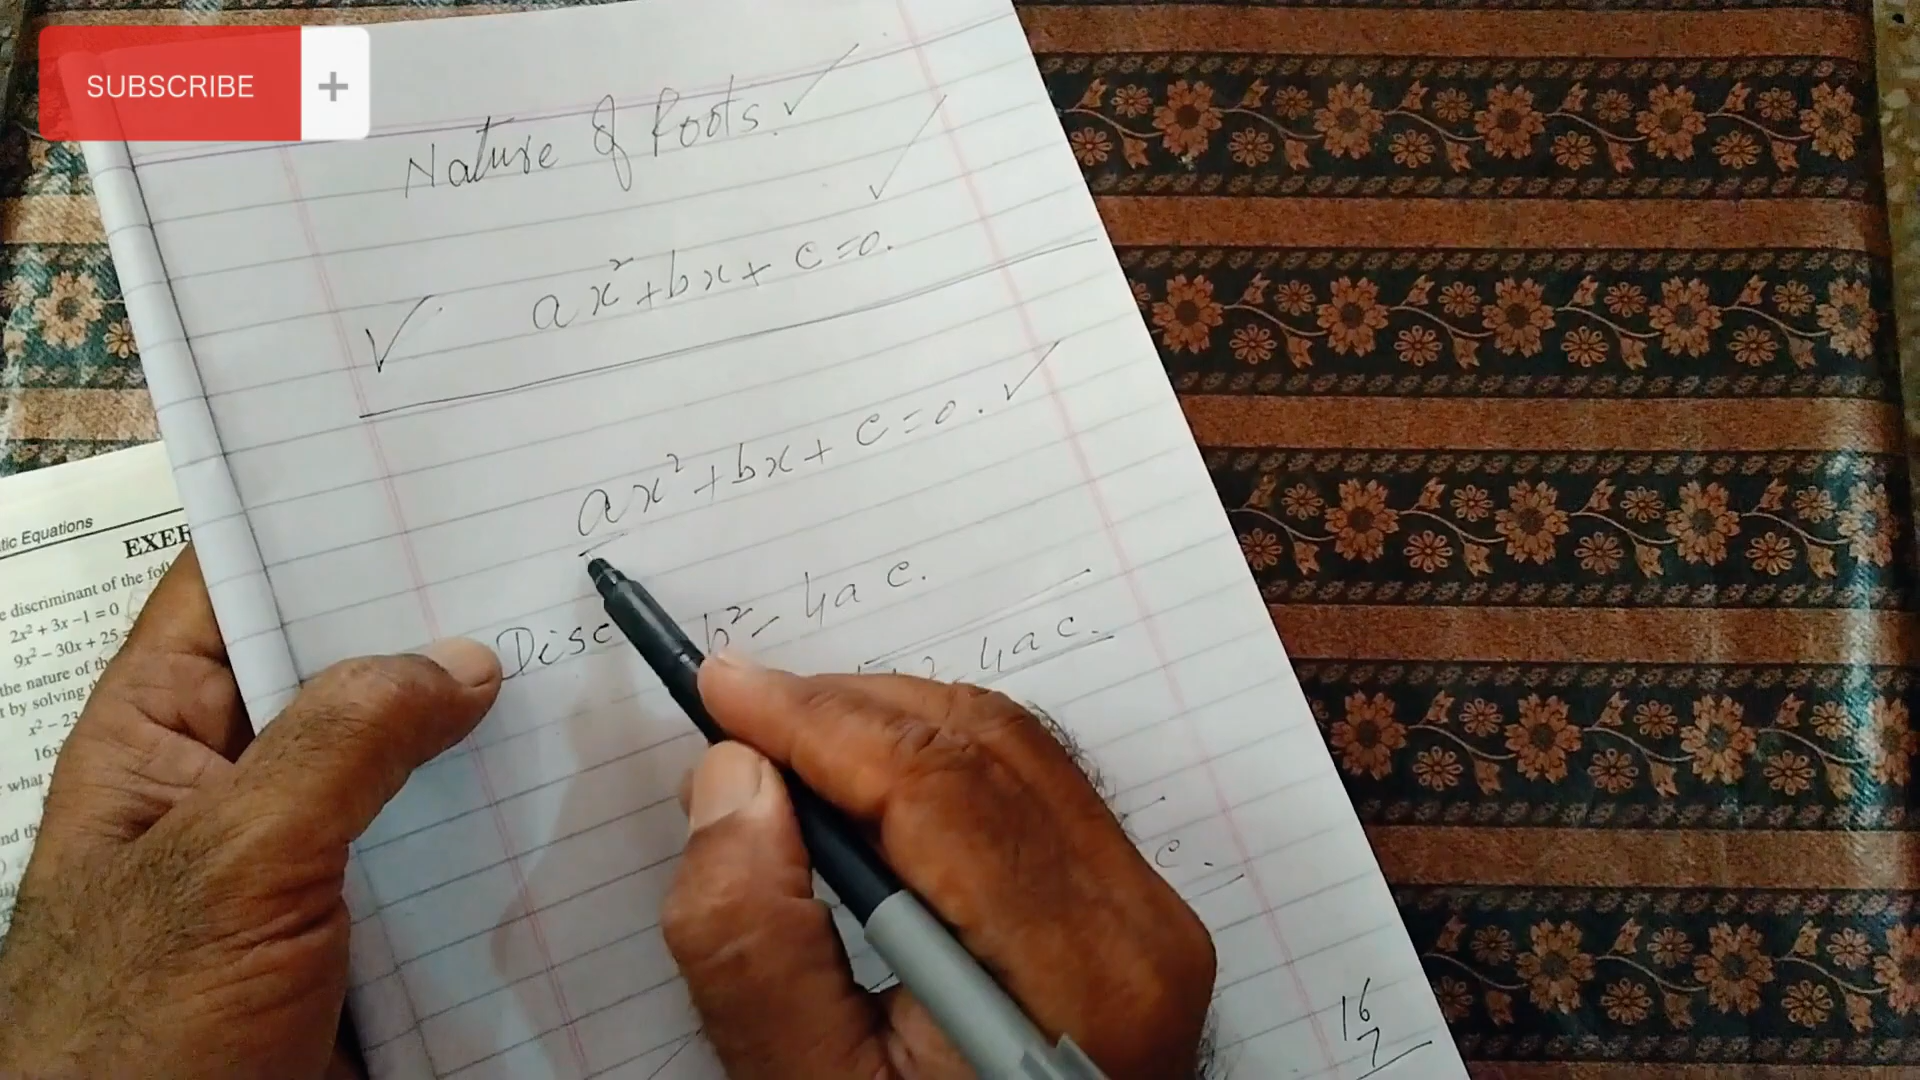 SUBSCRIBE +
Nature of Roots.
ax²+bx+c=0.
ax²+bx+c=0.
Disc b²-4ac.
4ac.
c.
16
7
tic Equations
EXER
e discriminant of the fol
2x² + 3x – 1 = 0
9x² – 30x + 25 =
the nature of th
t by solving
x² – 23
16x
what
nd th